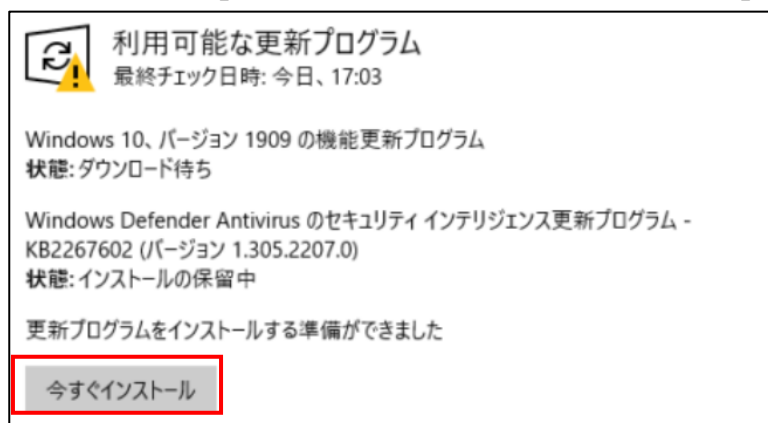 利用可能な更新プログラム
最終チェック日時: 今日、17:03
Windows 10、バージョン 1909 の機能更新プログラム
状態: ダウンロード待ち
Windows Defender Antivirus のセキュリティ インテリジェンス更新プログラム -
KB2267602 (バージョン 1.305.2207.0)
状態: インストールの保留中
更新プログラムをインストールする準備ができました
今すぐインストール